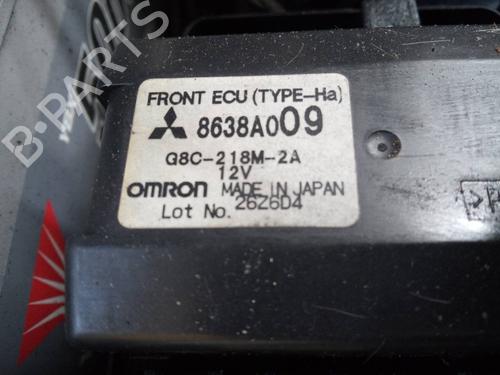 B-PARTS
FRONT ECU (TYPE-Ha)
8638A009
G8C-218M-2A
12V
OMRON MADE IN JAPAN
Lot No. 26Z6D4